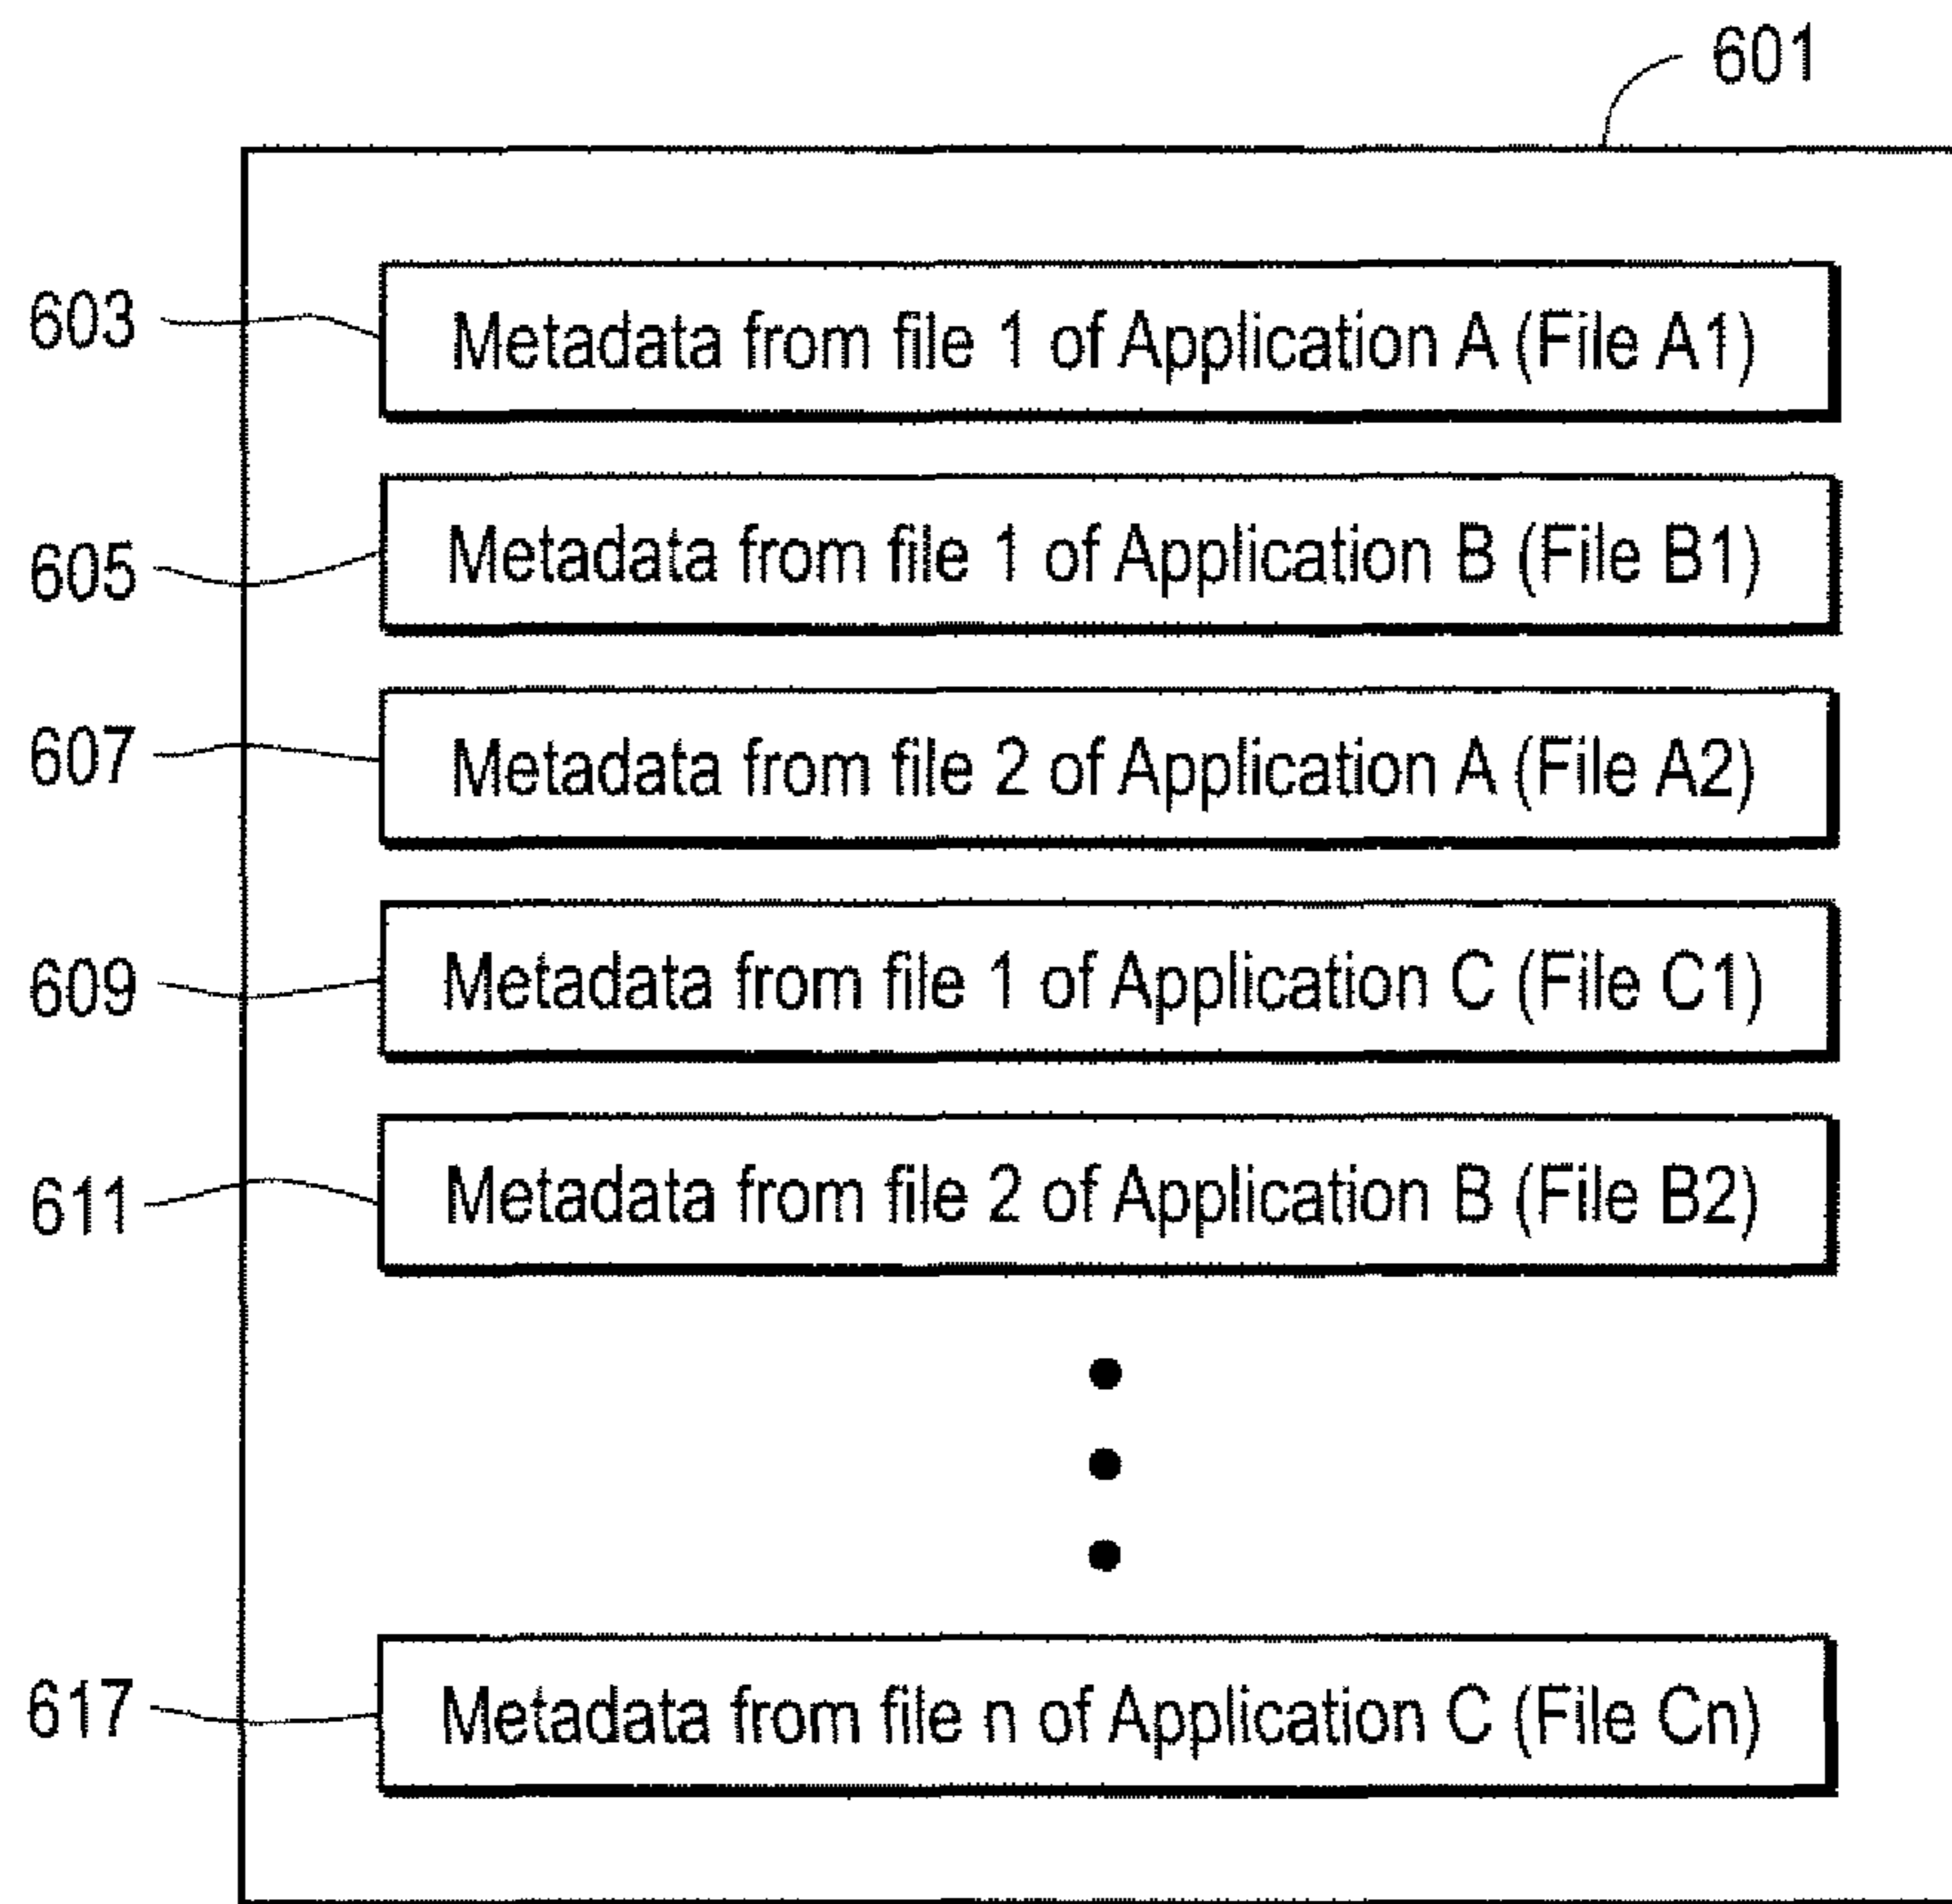 601
603 Metadata from file 1 of Application A (File A1)
605 Metadata from file 1 of Application B (File B1)
607 Metadata from file 2 of Application A (File A2)
609 Metadata from file 1 of Application C (File C1)
611 Metadata from file 2 of Application B (File B2)
617 Metadata from file n of Application C (File Cn)